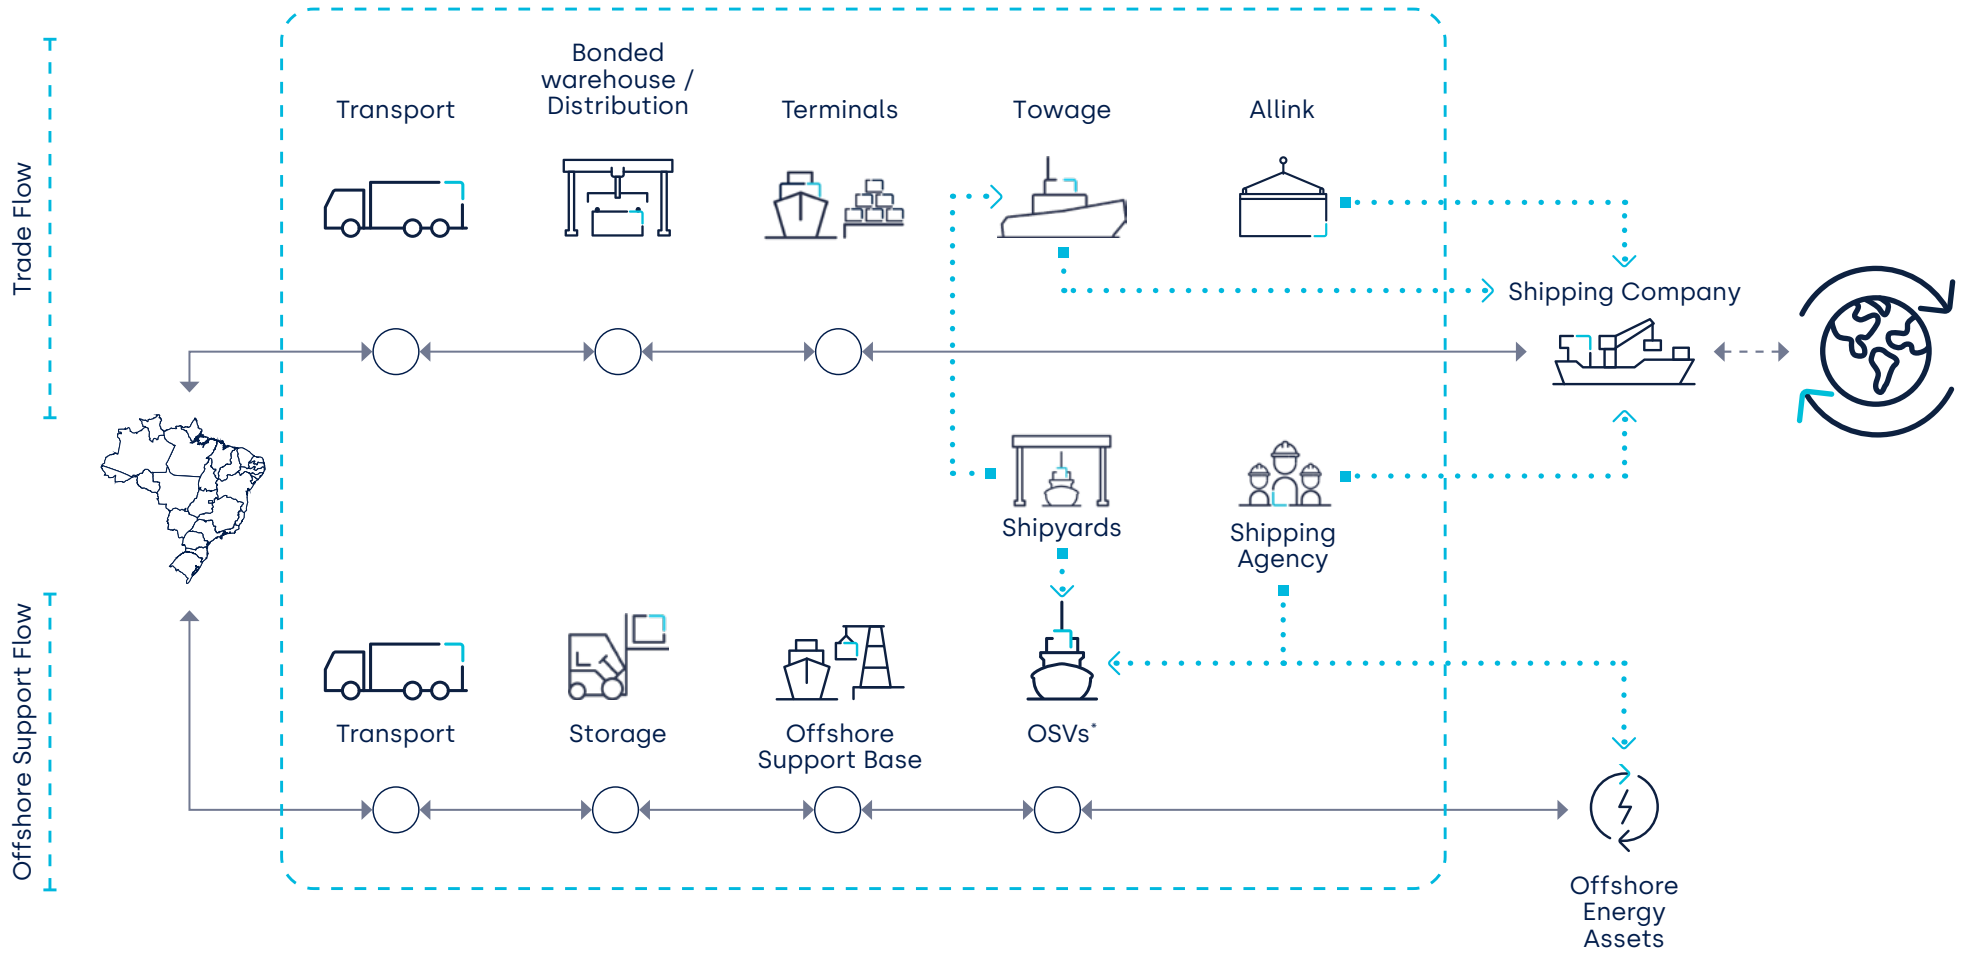 Trade Flow
Transport
Bonded
warehouse /
Distribution
Terminals
Towage
Allink
Shipping Company
Shipyards
Shipping
Agency
Offshore Support Flow
Transport
Storage
Offshore
Support Base
OSVs*
Offshore
Energy
Assets